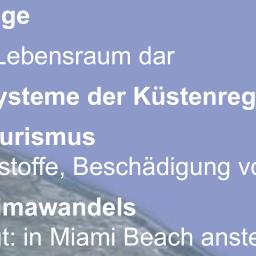 ge
Lebensraum dar
ysteme der Küstenreg
urismus
stoffe, Beschädigung vo
imawandels
t: in Miami Beach anste